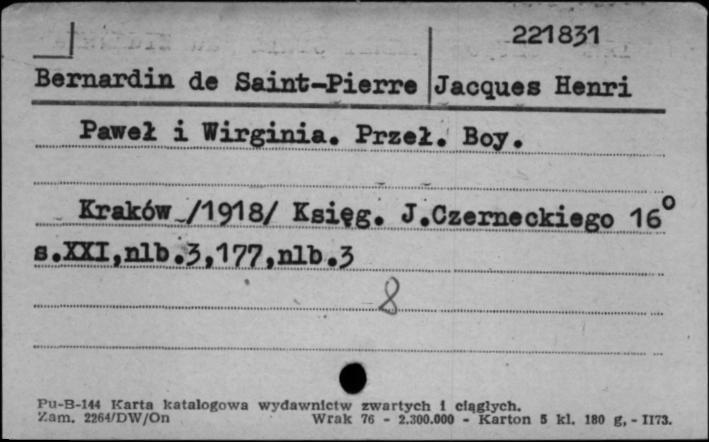 221831
Bernardin de Saint-Pierre Jacques Henri
Paweł i Wirginia. Przeł. Boy.
Kraków /1918/ Księg. J.Czerneckiego 16°
s.XXI,nlb.3,177,nlb.3
8
Pu-B-144 Karta katalogowa wydawnictw zwartych i ciągłych.
Zam. 2264/DW/On Wrak 76 - 2.300.000 - Karton 5 kl. 180 g, - II73.